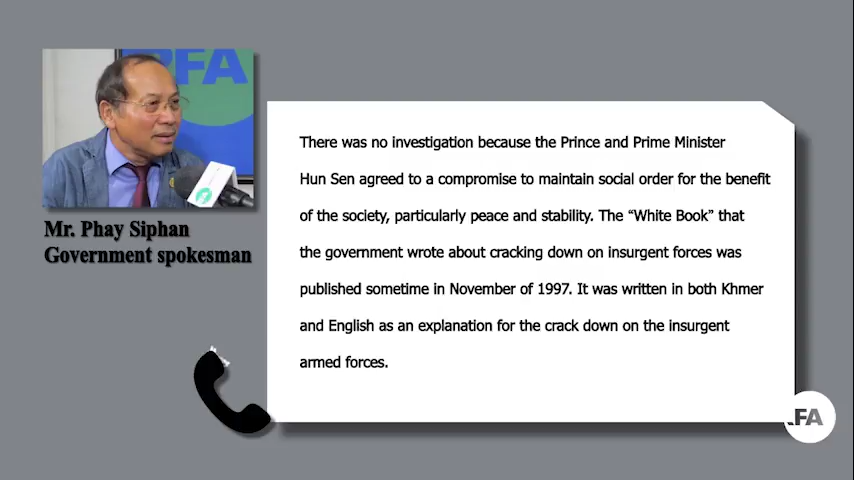 RFA
Mr. Phay Siphan
Government spokesman
There was no investigation because the Prince and Prime Minister
Hun Sen agreed to a compromise to maintain social order for the benefit
of the society, particularly peace and stability. The “White Book” that
the government wrote about cracking down on insurgent forces was
published sometime in November of 1997. It was written in both Khmer
and English as an explanation for the crack down on the insurgent
armed forces.
RFA